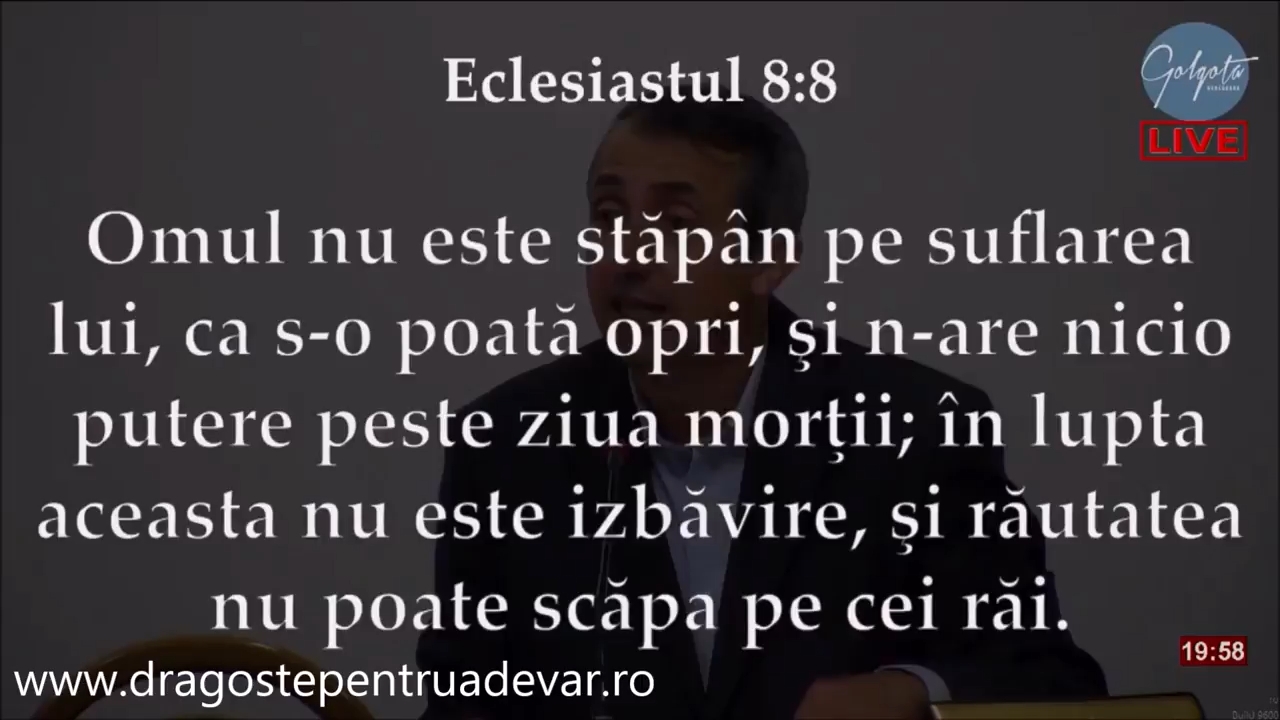 Eclesiastul 8:8
Golgota
LIVE
Omul nu este stăpân pe suflarea
lui, ca s-o poată opri, şi n-are nicio
putere peste ziua morţii; în lupta
aceasta nu este izbăvire, şi răutatea
nu poate scăpa pe cei răi.
19:58
www.dragostepentruadevar.ro